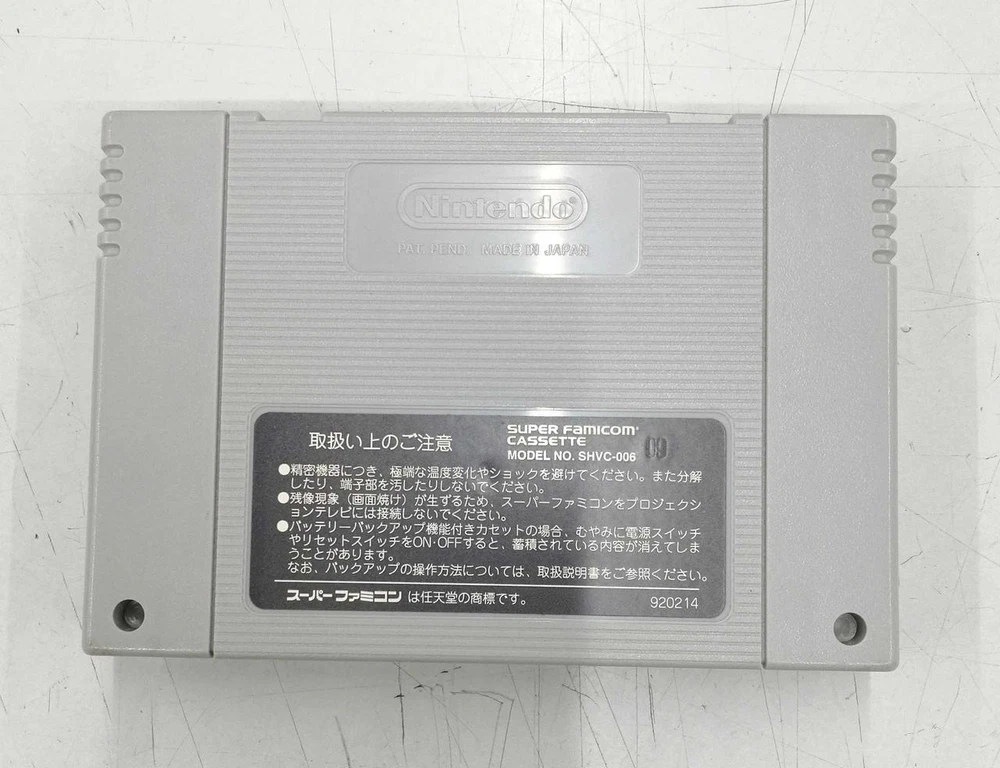 Nintendo
PAT. PEND. MADE IN JAPAN
取扱い上のご注意
SUPER FAMICOM
CASSETTE
MODEL NO. SHVC-006
09
●精密機器につき、極端な温度変化やショックを避けてください。また分解
したり、端子部を汚したりしないでください。
●残像現象（画面焼け）が生ずるため、スーパーファミコンをプロジェクシ
ョンテレビには接続しないでください。
●バッテリーバックアップ機能付きカセットの場合、むやみに電源スイッチ
やリセットスイッチをON・OFFすると、蓄積されている内容が消えてしま
うことがあります。
なお、バックアップの操作方法については、取扱説明書をご参照ください。
スーパーファミコン は任天堂の商標です。
920214